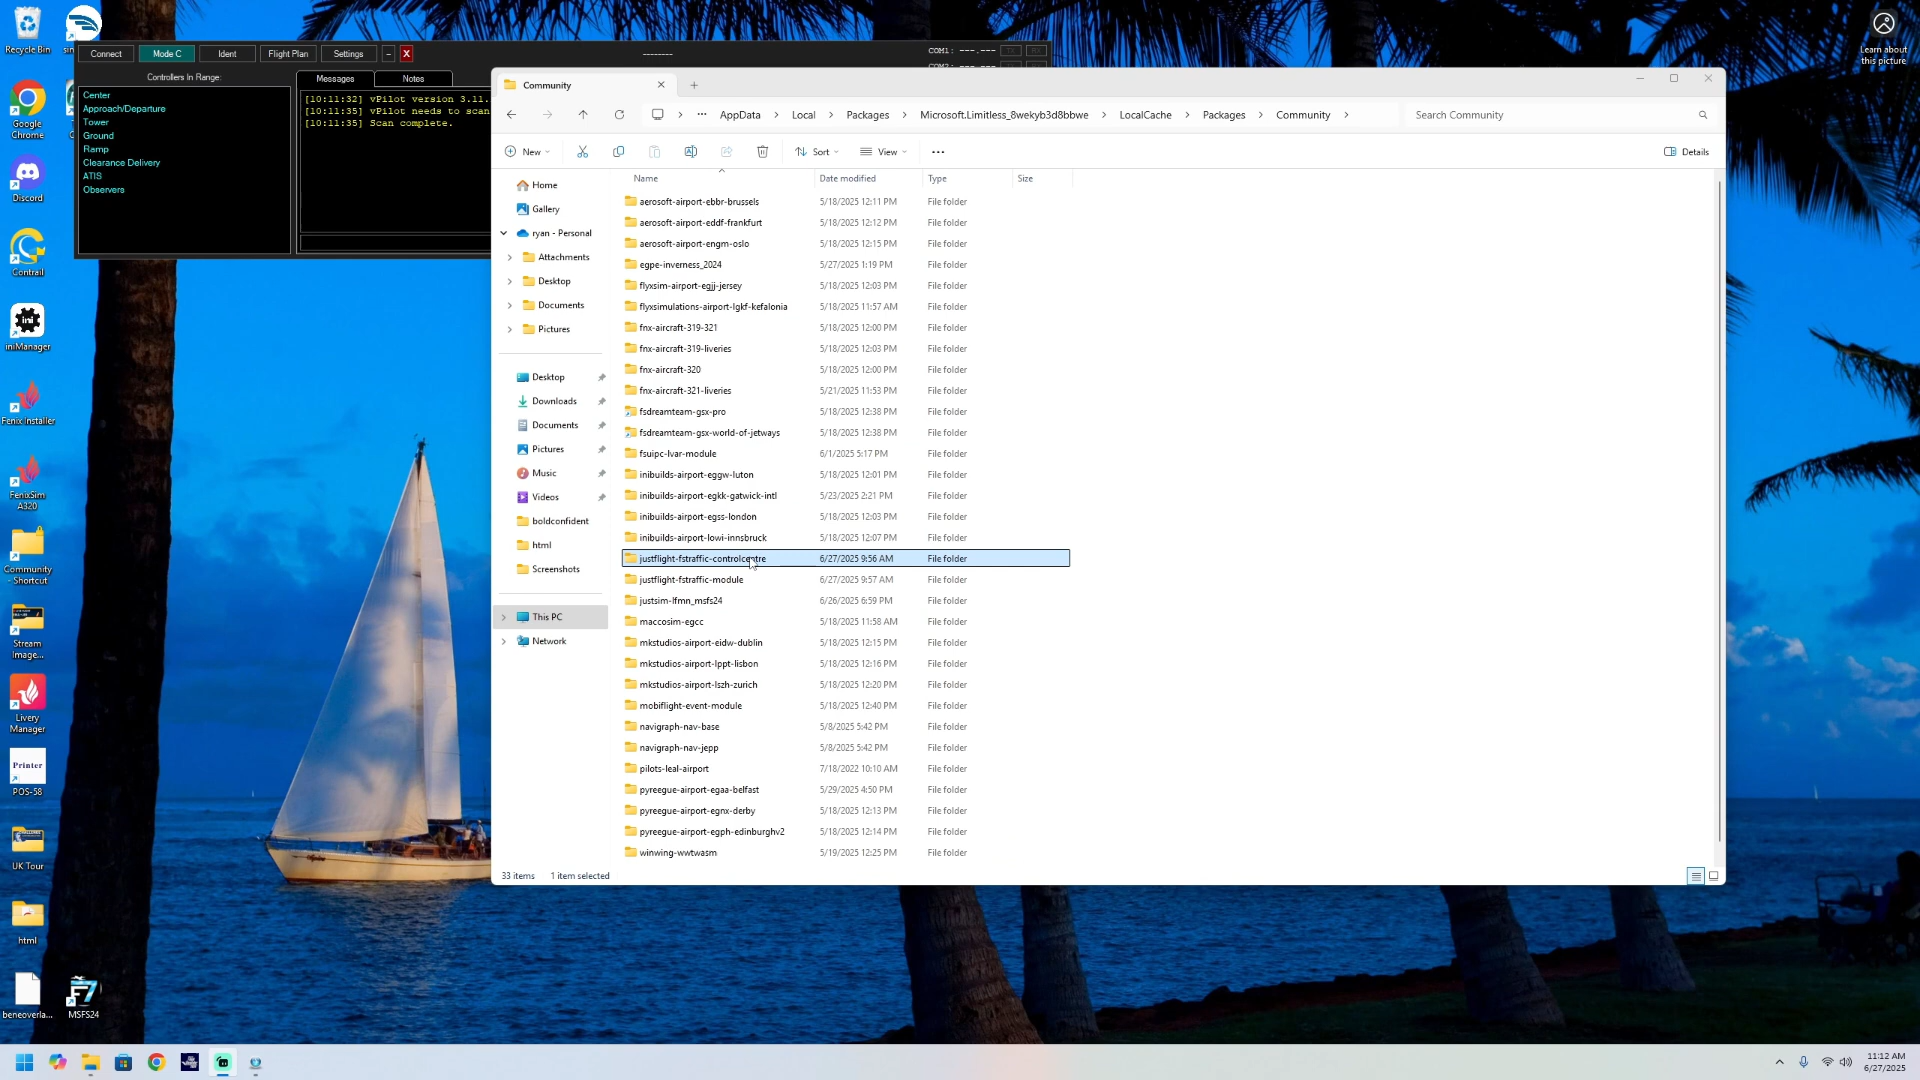 Recycle Bin
Google Chrome
Discord
Contrail
iniManager
Fenix Installer
FenixSim A320
Community - Shortcut
Stream Image...
Livery Manager
Printer
POS-58
UK Tour
html
beneoverla...
MSFS24
Learn about this picture
Connect
Mode C
Ident
Flight Plan
Settings
–
X
--------
COM1: ---.---
Controllers In Range:
Messages
Notes
Center
Approach/Departure
Tower
Ground
Ramp
Clearance Delivery
ATIS
Observers
[10:11:32] vPilot version 3.11.
[10:11:35] vPilot needs to scan
[10:11:35] Scan complete.
Community
AppData > Local > Packages > Microsoft.Limitless_8wekyb3d8bbwe > LocalCache > Packages > Community >
Search Community
New
Sort
View
Details
Home
Gallery
ryan - Personal
Attachments
Desktop
Documents
Pictures
Desktop
Downloads
Documents
Pictures
Music
Videos
boldconfident
html
Screenshots
This PC
Network
Name Date modified Type Size
aerosoft-airport-ebbr-brussels 5/18/2025 12:11 PM File folder
aerosoft-airport-eddf-frankfurt 5/18/2025 12:12 PM File folder
aerosoft-airport-engm-oslo 5/18/2025 12:15 PM File folder
egpe-inverness_2024 5/27/2025 1:19 PM File folder
flyxsim-airport-egjj-jersey 5/18/2025 12:03 PM File folder
flyxsimulations-airport-lgkf-kefalonia 5/18/2025 11:57 AM File folder
fnx-aircraft-319-321 5/18/2025 12:00 PM File folder
fnx-aircraft-319-liveries 5/18/2025 12:03 PM File folder
fnx-aircraft-320 5/18/2025 12:00 PM File folder
fnx-aircraft-321-liveries 5/21/2025 11:53 PM File folder
fsdreamteam-gsx-pro 5/18/2025 12:38 PM File folder
fsdreamteam-gsx-world-of-jetways 5/18/2025 12:38 PM File folder
fsuipc-lvar-module 6/1/2025 5:17 PM File folder
inibuilds-airport-eggw-luton 5/18/2025 12:01 PM File folder
inibuilds-airport-egkk-gatwick-intl 5/23/2025 2:21 PM File folder
inibuilds-airport-egss-london 5/18/2025 12:03 PM File folder
inibuilds-airport-lowi-innsbruck 5/18/2025 12:07 PM File folder
justflight-fstraffic-controlcentre 6/27/2025 9:56 AM File folder
justflight-fstraffic-module 6/27/2025 9:57 AM File folder
justsim-lfmn_msfs24 6/26/2025 6:59 PM File folder
maccosim-egcc 5/18/2025 11:58 AM File folder
mkstudios-airport-eidw-dublin 5/18/2025 12:15 PM File folder
mkstudios-airport-lppt-lisbon 5/18/2025 12:16 PM File folder
mkstudios-airport-lszh-zurich 5/18/2025 12:20 PM File folder
mobiflight-event-module 5/18/2025 12:40 PM File folder
navigraph-nav-base 5/8/2025 5:42 PM File folder
navigraph-nav-jepp 5/8/2025 5:42 PM File folder
pilots-leal-airport 7/18/2022 10:10 AM File folder
pyreegue-airport-egaa-belfast 5/29/2025 4:50 PM File folder
pyreegue-airport-egnx-derby 5/18/2025 12:13 PM File folder
pyreegue-airport-egph-edinburghv2 5/18/2025 12:14 PM File folder
winwing-wwtwasm 5/19/2025 12:25 PM File folder
33 items 1 item selected
11:12 AM
6/27/2025